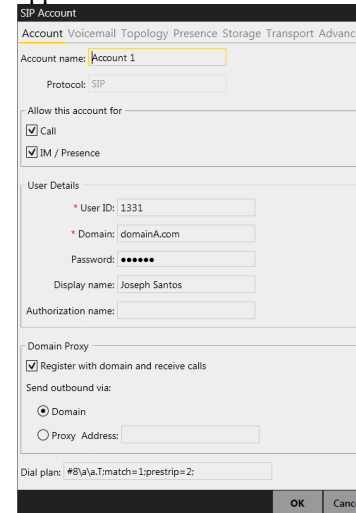 SIP Account
Account Voicemail Topology Presence Storage Transport Advanc
Account name: Account 1
Protocol: SIP
Allow this account for
Call
IM / Presence
User Details
* User ID: 1331
* Domain: domainA.com
Password: ●●●●●●
Display name: Joseph Santos
Authorization name:
Domain Proxy
Register with domain and receive calls
Send outbound via:
Domain
Proxy Address:
Dial plan: #8\a\a.T;match=1;prestrip=2;
OK Cance